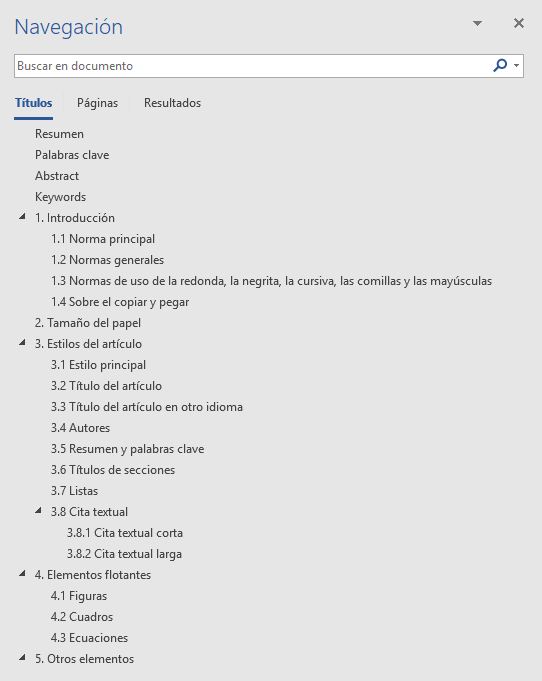 Navegación
Buscar en documento
Títulos Páginas Resultados
Resumen
Palabras clave
Abstract
Keywords
1. Introducción
1.1 Norma principal
1.2 Normas generales
1.3 Normas de uso de la redonda, la negrita, la cursiva, las comillas y las mayúsculas
1.4 Sobre el copiar y pegar
2. Tamaño del papel
3. Estilos del artículo
3.1 Estilo principal
3.2 Título del artículo
3.3 Título del artículo en otro idioma
3.4 Autores
3.5 Resumen y palabras clave
3.6 Títulos de secciones
3.7 Listas
3.8 Cita textual
3.8.1 Cita textual corta
3.8.2 Cita textual larga
4. Elementos flotantes
4.1 Figuras
4.2 Cuadros
4.3 Ecuaciones
5. Otros elementos